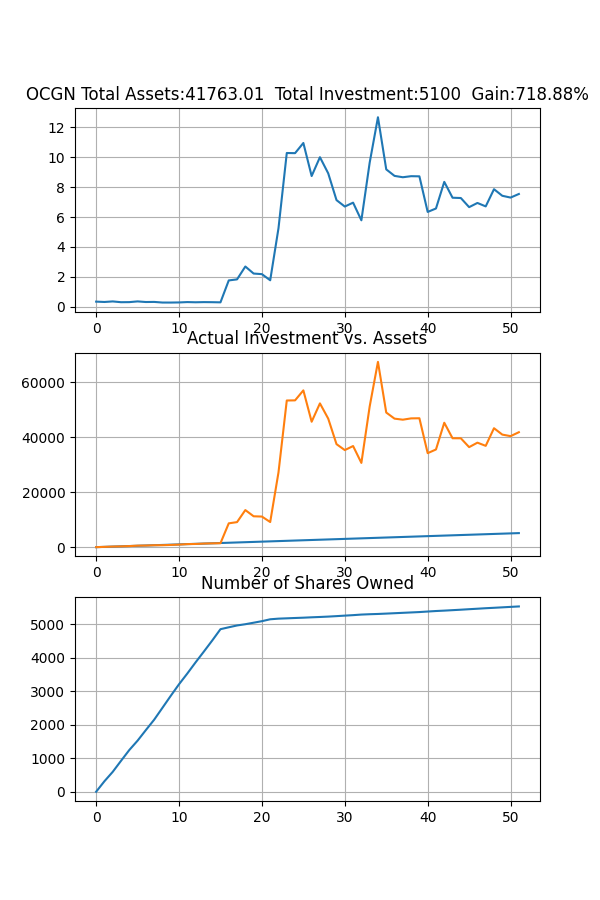 OCGN Total Assets:41763.01  Total Investment:5100  Gain:718.88%
12
10
8
6
4
2
0
0 10 20 30 40 50
Actual Investment vs. Assets
60000
40000
20000
0
0 10 20 30 40 50
Number of Shares Owned
5000
4000
3000
2000
1000
0
0 10 20 30 40 50